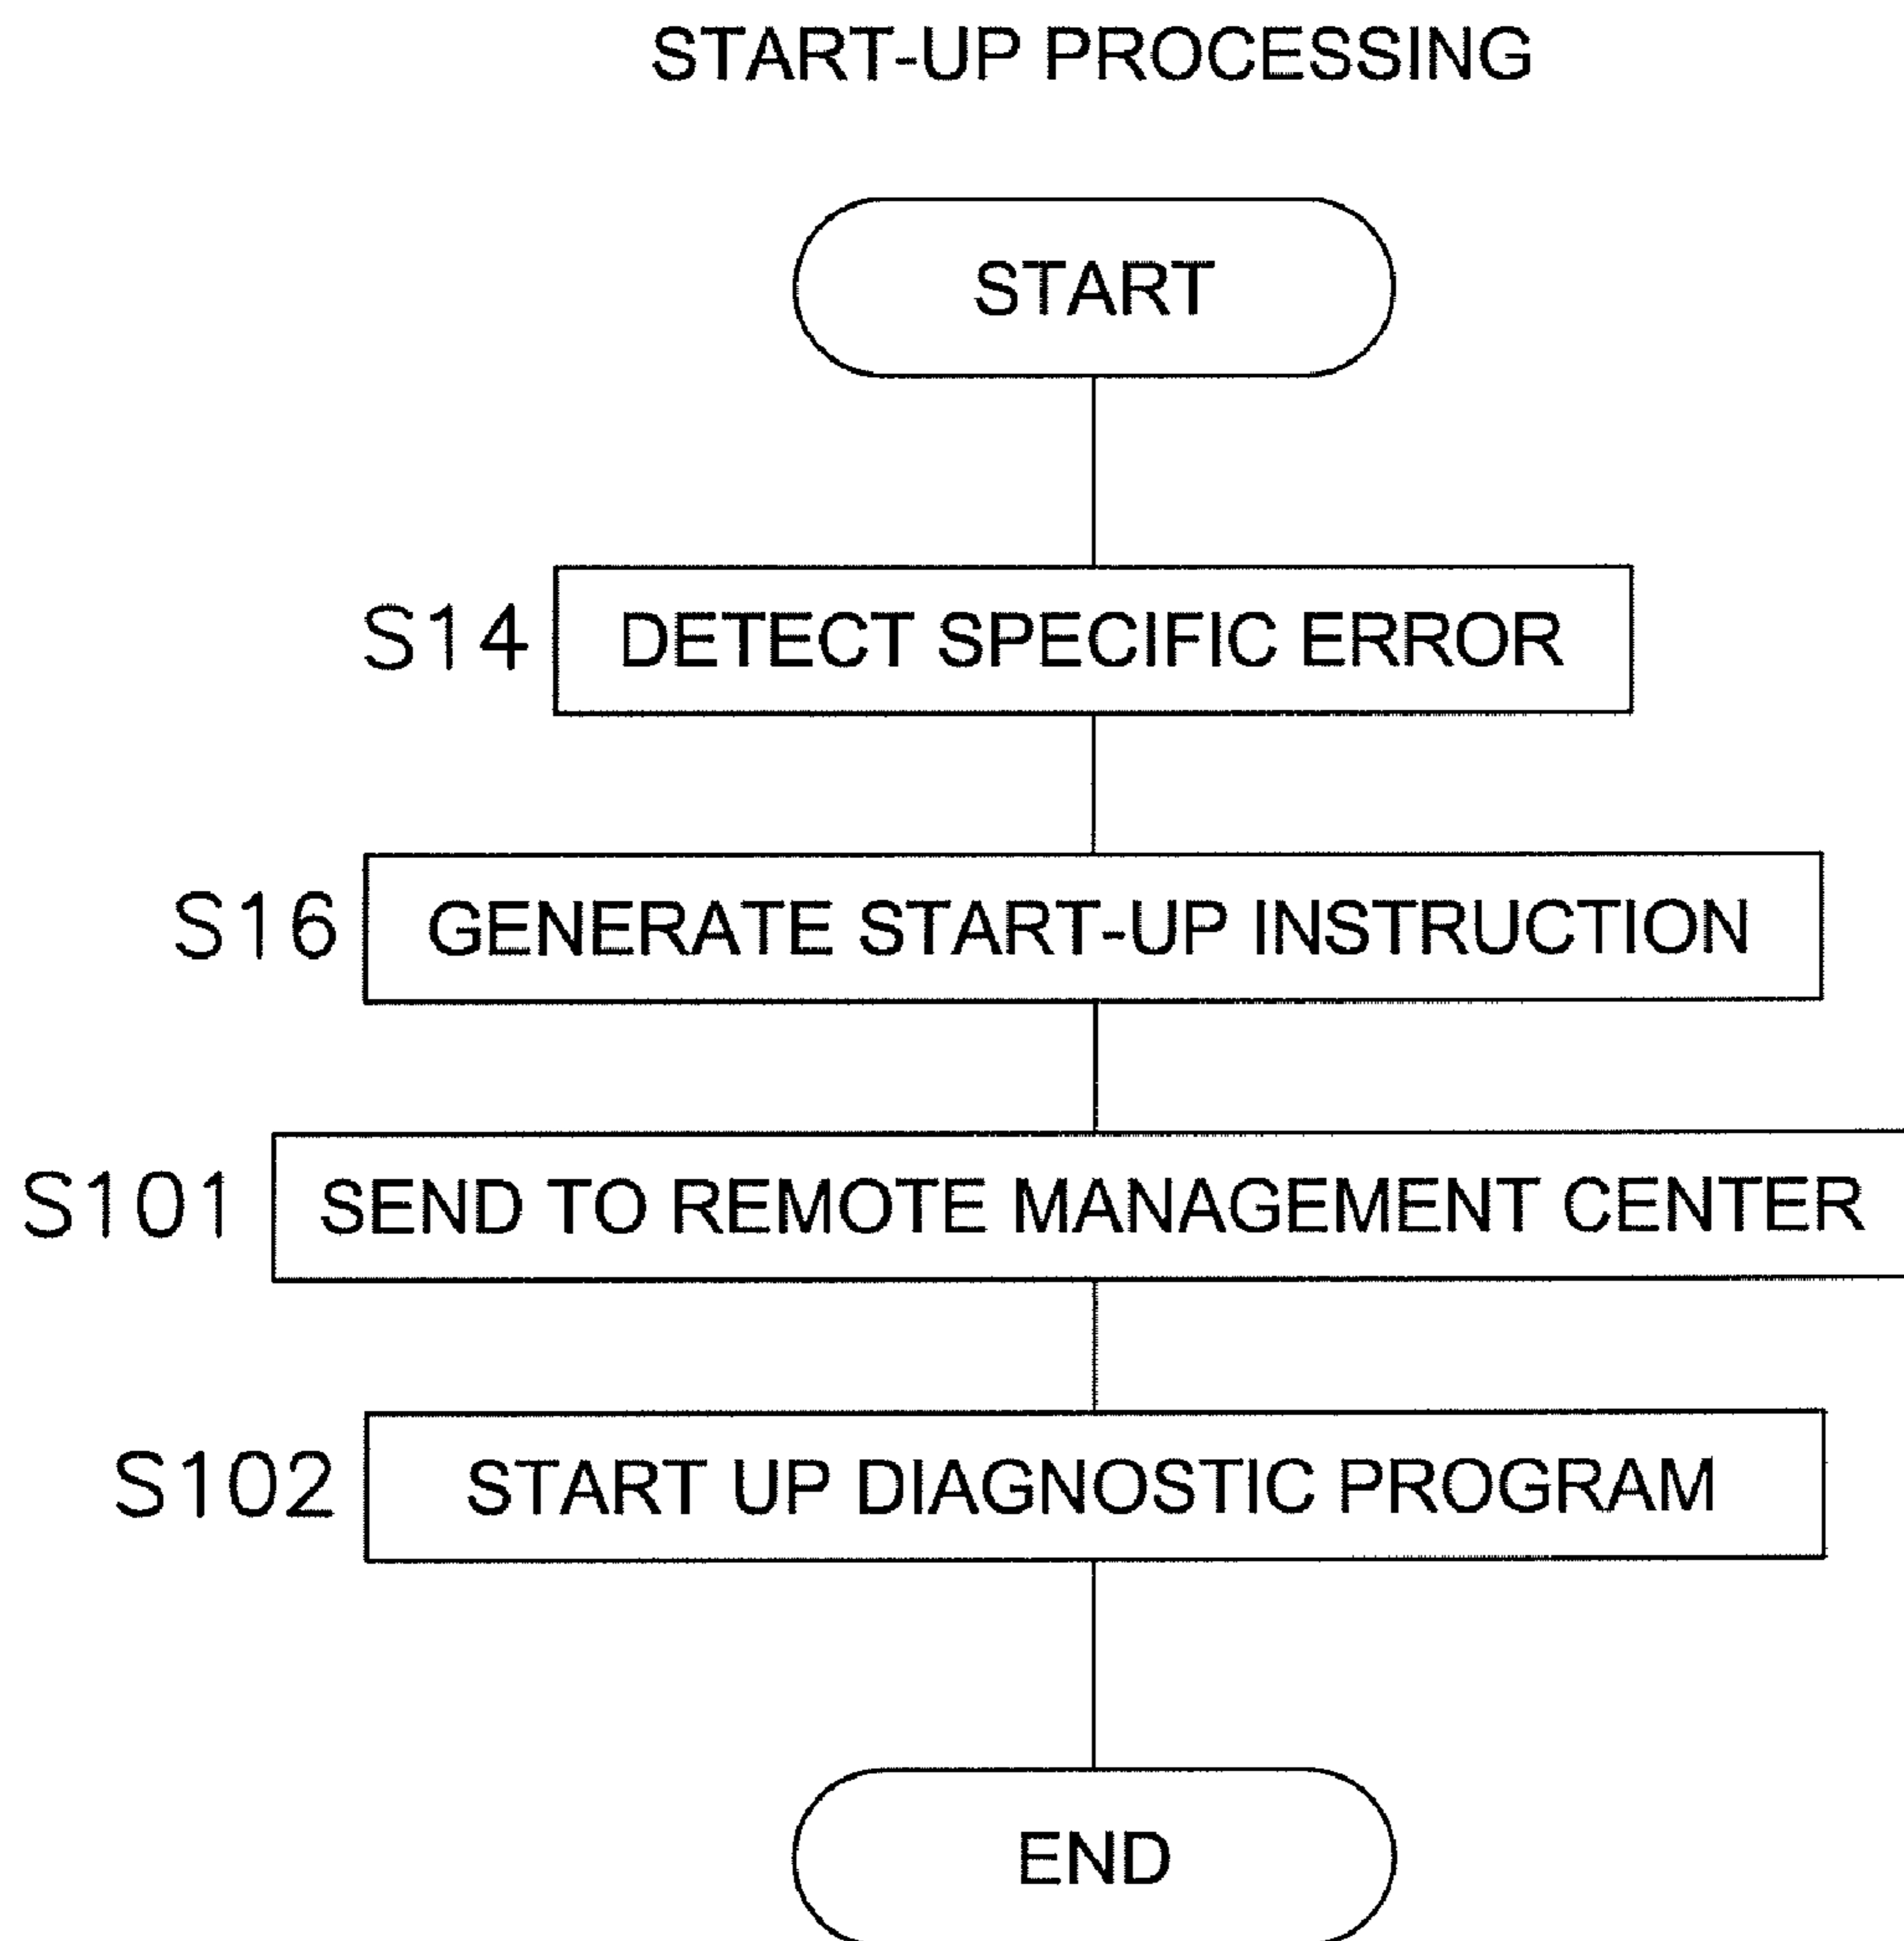 START-UP PROCESSING
START
S14 DETECT SPECIFIC ERROR
S16 GENERATE START-UP INSTRUCTION
S101 SEND TO REMOTE MANAGEMENT CENTER
S102 START UP DIAGNOSTIC PROGRAM
END